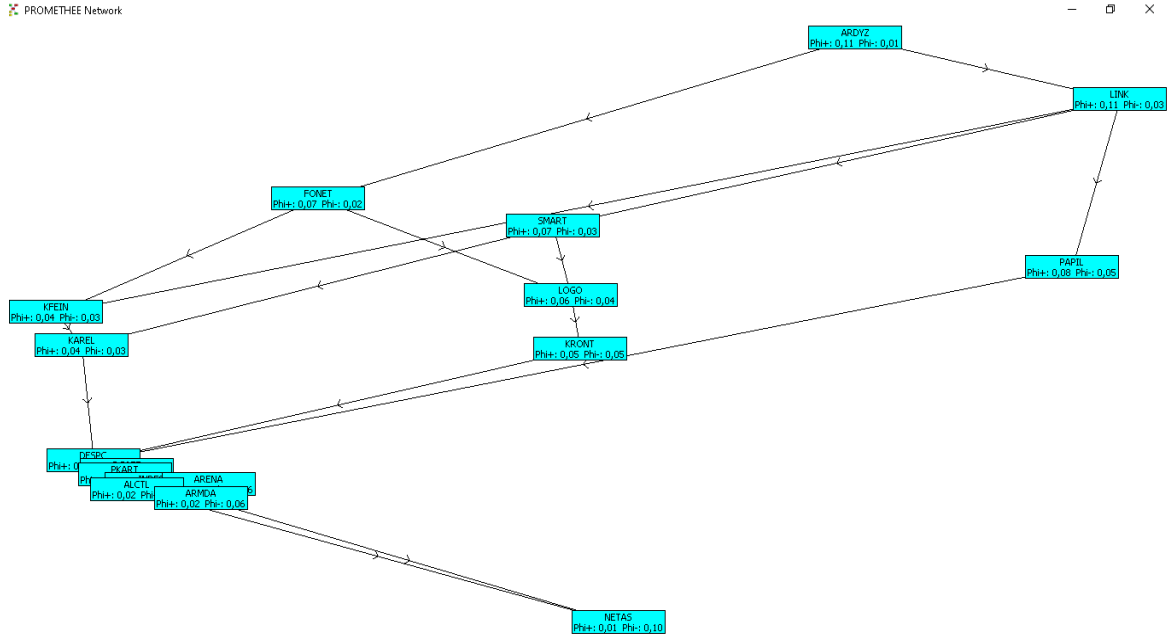 PROMETHEE Network
ARDYZ
Phi+: 0,11 Phi-: 0,01
LINK
Phi+: 0,11 Phi-: 0,03
FONET
Phi+: 0,07 Phi-: 0,02
SMART
Phi+: 0,07 Phi-: 0,03
PAPIL
Phi+: 0,08 Phi-: 0,05
LOGO
Phi+: 0,06 Phi-: 0,04
KFEIN
Phi+: 0,04 Phi-: 0,03
KAREL
Phi+: 0,04 Phi-: 0,03
KRONT
Phi+: 0,05 Phi-: 0,05
DESPC
Phi+:
PKART
ARENA
ALCTL
Phi+: 0,02
ARMDA
Phi+: 0,02 Phi-: 0,06
NETAS
Phi+: 0,01 Phi-: 0,10